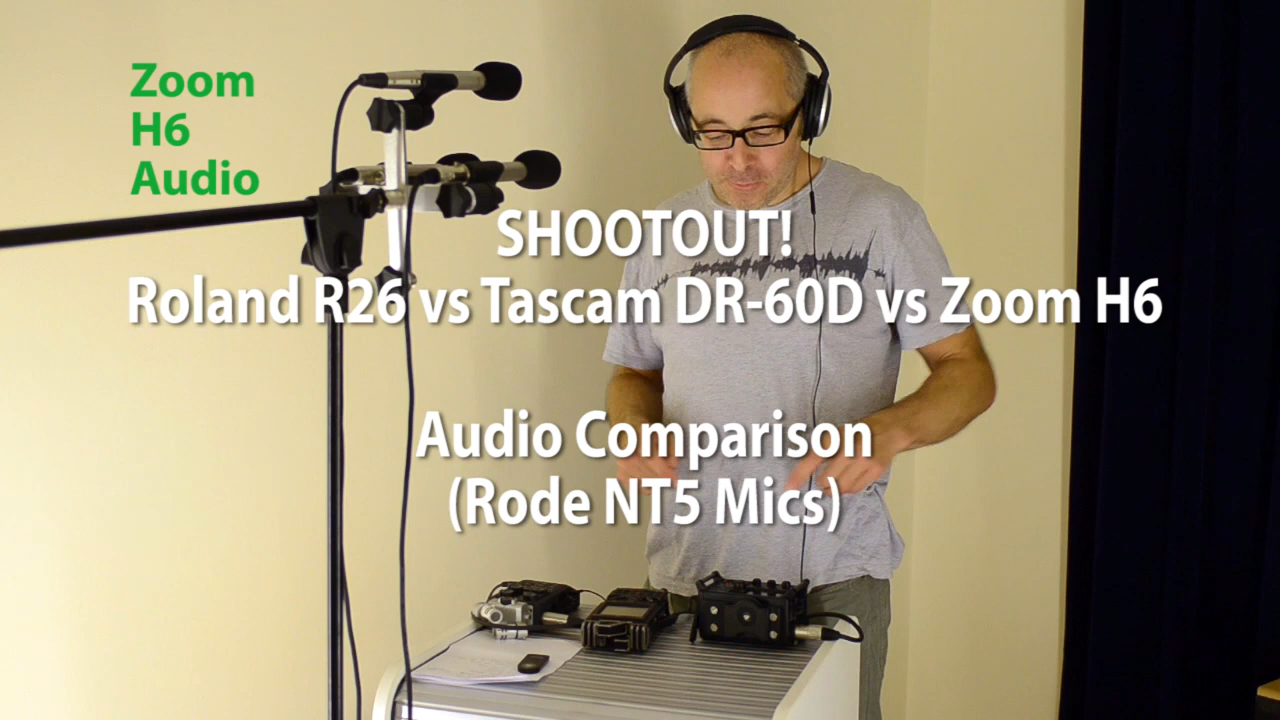 Zoom
H6
Audio
SHOOTOUT!
Roland R26 vs Tascam DR-60D vs Zoom H6
Audio Comparison
(Rode NT5 Mics)